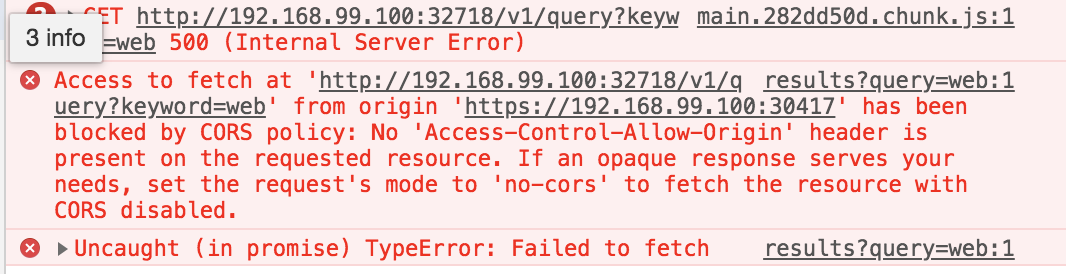 GET http://192.168.99.100:32718/v1/query?keyw main.282dd50d.chunk.js:1
3 info
=web 500 (Internal Server Error)
Access to fetch at 'http://192.168.99.100:32718/v1/q results?query=web:1
uery?keyword=web' from origin 'https://192.168.99.100:30417' has been
blocked by CORS policy: No 'Access-Control-Allow-Origin' header is
present on the requested resource. If an opaque response serves your
needs, set the request's mode to 'no-cors' to fetch the resource with
CORS disabled.
Uncaught (in promise) TypeError: Failed to fetch results?query=web:1